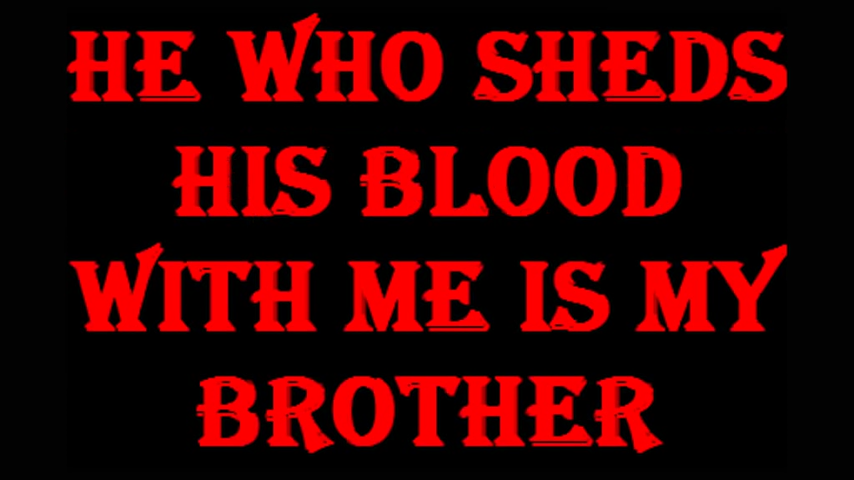 HE WHO SHEDS
HIS BLOOD
WITH ME IS MY
BROTHER